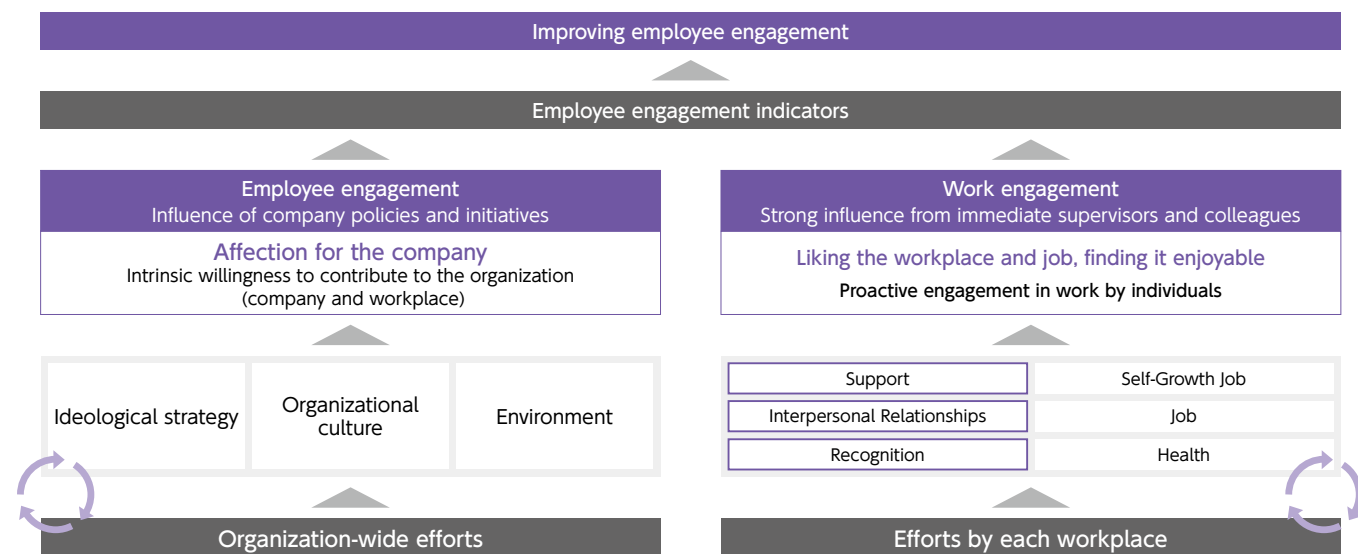 Improving employee engagement
Employee engagement indicators
Employee engagement
Influence of company policies and initiatives
Affection for the company
Intrinsic willingness to contribute to the organization
(company and workplace)
Work engagement
Strong influence from immediate supervisors and colleagues
Liking the workplace and job, finding it enjoyable
Proactive engagement in work by individuals
Ideological strategy
Organizational
culture
Environment
Support
Self-Growth Job
Interpersonal Relationships
Job
Recognition
Health
Organization-wide efforts
Efforts by each workplace